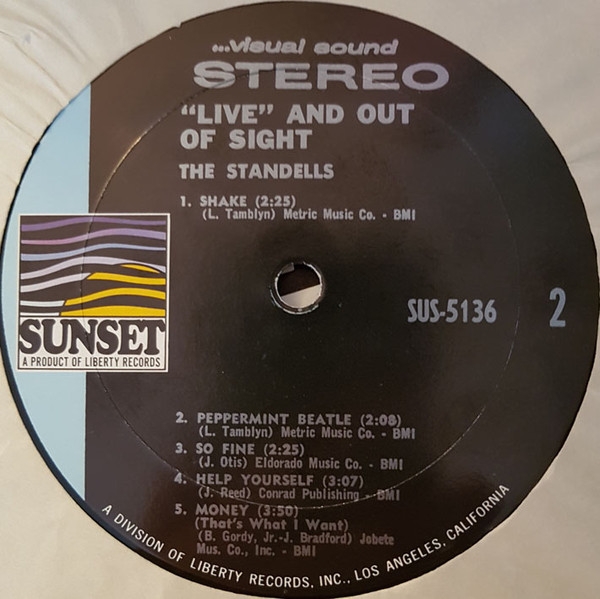 ...visual sound
STEREO
“LIVE” AND OUT
OF SIGHT
THE STANDELLS
1. SHAKE (2:25)
(L. Tamblyn) Metric Music Co. - BMI
SUNSET
A PRODUCT OF LIBERTY RECORDS
SUS-5136
2
2. PEPPERMINT BEATLE (2:08)
(L. Tamblyn) Metric Music Co. - BMI
3. SO FINE (2:25)
(J. Otis) Eldorado Music Co. - BMI
4. HELP YOURSELF (3:07)
(J. Reed) Conrad Publishing - BMI
5. MONEY (3:50)
(That's What I Want)
(B. Gordy, Jr.-J. Bradford) Jobete
Mus. Co., Inc. - BMI
A DIVISION OF LIBERTY RECORDS, INC., LOS ANGELES, CALIFORNIA